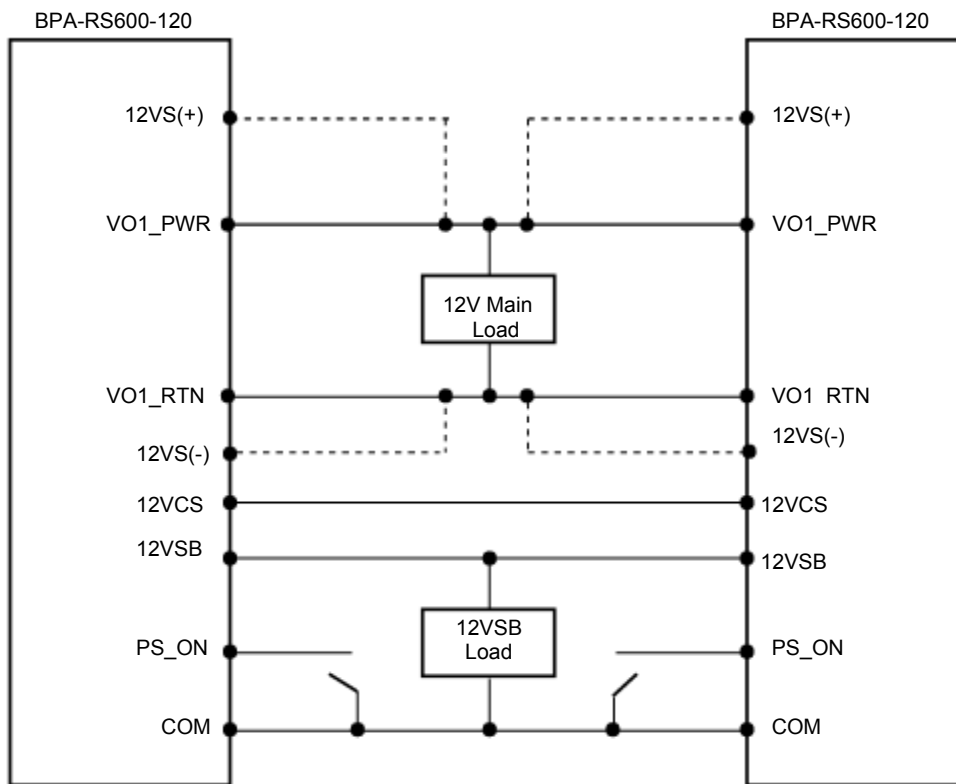 BPA-RS600-120
BPA-RS600-120
12VS(+)
12VS(+)
VO1_PWR
VO1_PWR
12V Main
Load
VO1_RTN
VO1 RTN
12VS(-)
12VS(-)
12VCS
12VCS
12VSB
12VSB
12VSB
Load
PS_ON
PS_ON
COM
COM